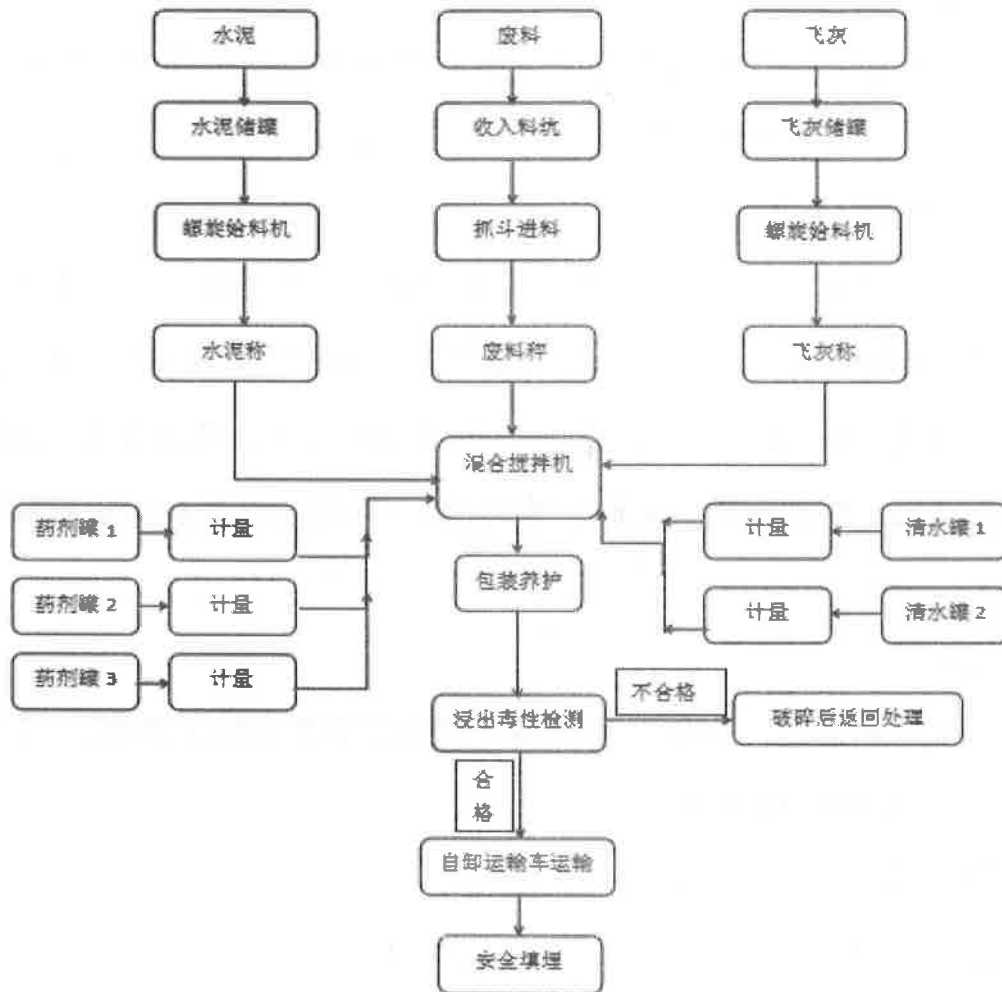 水泥
废料
飞灰
水泥储罐
收入料坑
飞灰储罐
螺旋给料机
抓斗进料
螺旋给料机
水泥称
废料秤
飞灰称
混合搅拌机
药剂罐 1
计量
计量
清水罐 1
包装养护
药剂罐 2
计量
计量
清水罐 2
药剂罐 3
计量
不合格
浸出毒性检测
破碎后返回处理
合
格
自卸运输车运输
安全填埋